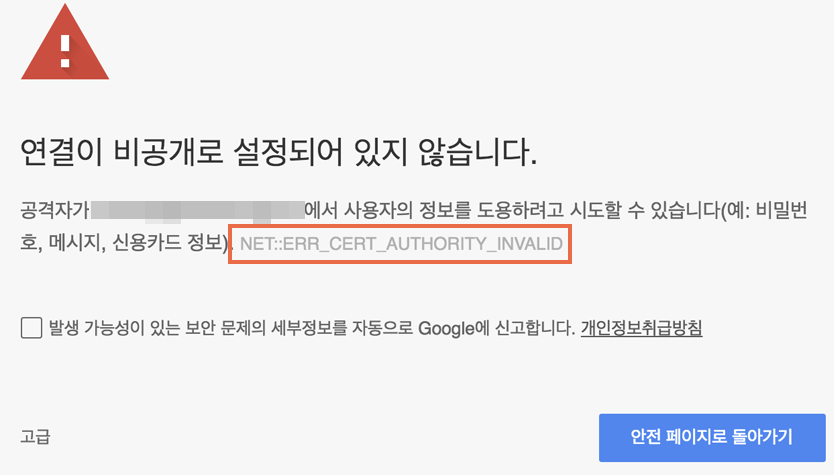 연결이 비공개로 설정되어 있지 않습니다.
공격자가 에서 사용자의 정보를 도용하려고 시도할 수 있습니다(예: 비밀번
호, 메시지, 신용카드 정보). NET::ERR_CERT_AUTHORITY_INVALID
발생 가능성이 있는 보안 문제의 세부정보를 자동으로 Google에 신고합니다. 개인정보취급방침
고급
안전 페이지로 돌아가기